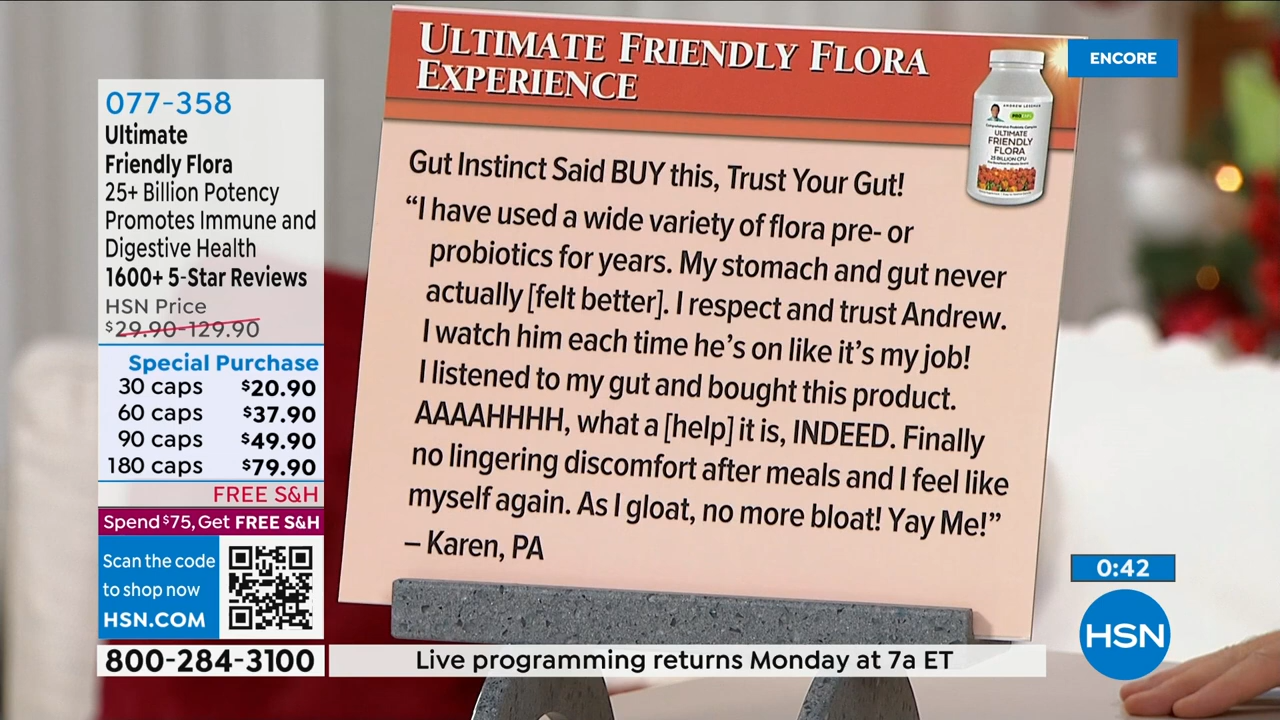 ENCORE
077-358
Ultimate
Friendly Flora
25+ Billion Potency
Promotes Immune and
Digestive Health
1600+ 5-Star Reviews
HSN Price
$29.90-129.90
Special Purchase
30 caps $20.90
60 caps $37.90
90 caps $49.90
180 caps $79.90
FREE S&H
Spend $75, Get FREE S&H
Scan the code
to shop now
HSN.COM
800-284-3100
ULTIMATE FRIENDLY FLORA
EXPERIENCE
ANDREW LESSMAN
ULTIMATE
FRIENDLY
FLORA
25 BILLION CFU
Gut Instinct Said BUY this, Trust Your Gut!
“I have used a wide variety of flora pre- or
probiotics for years. My stomach and gut never
actually [felt better]. I respect and trust Andrew.
I watch him each time he’s on like it’s my job!
I listened to my gut and bought this product.
AAAAHHHH, what a [help] it is, INDEED. Finally
no lingering discomfort after meals and I feel like
myself again. As I gloat, no more bloat! Yay Me!”
– Karen, PA
0:42
HSN
Live programming returns Monday at 7a ET